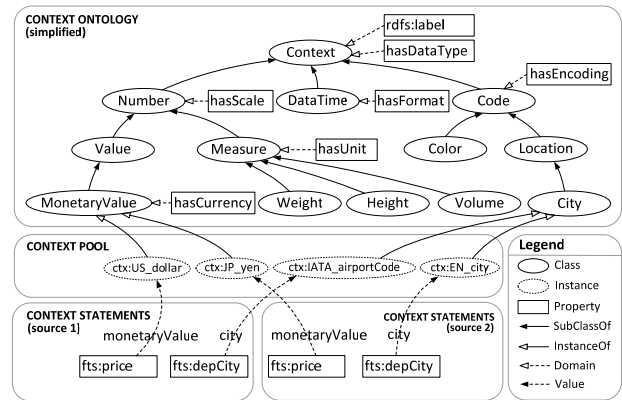 CONTEXT ONTOLOGY
(simplified)
rdfs:label
Context
hasDataType
hasEncoding
Number
hasScale
DataTime
hasFormat
Code
Value
Measure
hasUnit
Color
Location
MonetaryValue
hasCurrency
Weight
Height
Volume
City
CONTEXT POOL
ctx:US_dollar
ctx:JP_yen
ctx:IATA_airportCode
ctx:EN_city
CONTEXT STATEMENTS
(source 1)
monetaryValue
city
fts:price
fts:depCity
CONTEXT STATEMENTS
(source 2)
monetaryValue
city
fts:price
fts:depCity
Legend
Class
Instance
Property
SubClassOf
InstanceOf
Domain
Value